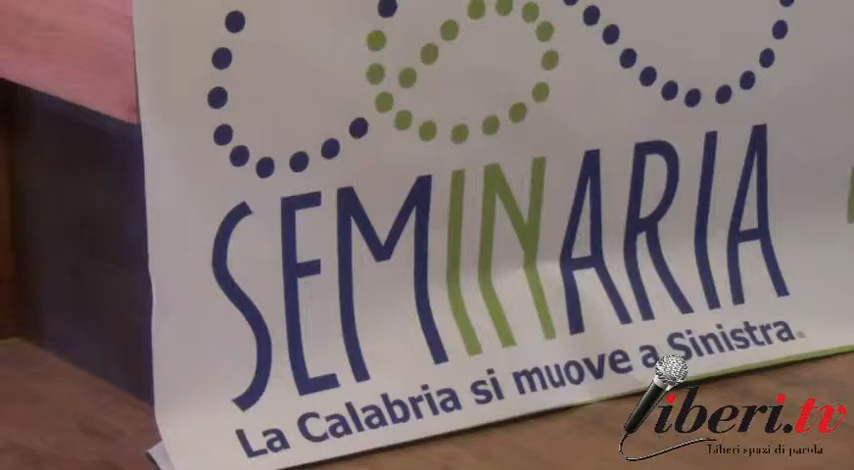 SEMINARIA
La Calabria si muove a Sinistra.
liberi.tv
Liberi spazi di parola